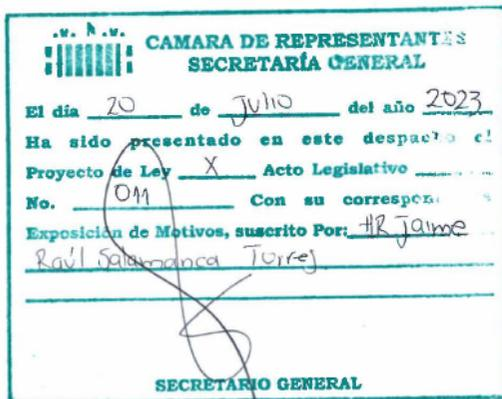 CAMARA DE REPRESENTANTES
SECRETARÍA GENERAL
El día 20 de Julio del año 2023
Ha sido presentado en este despacho el
Proyecto de Ley X Acto Legislativo
No. 011 Con su correspon
Exposición de Motivos, suscrito Por: HR Jaime
Raúl Salamanca Torres
SECRETARIO GENERAL